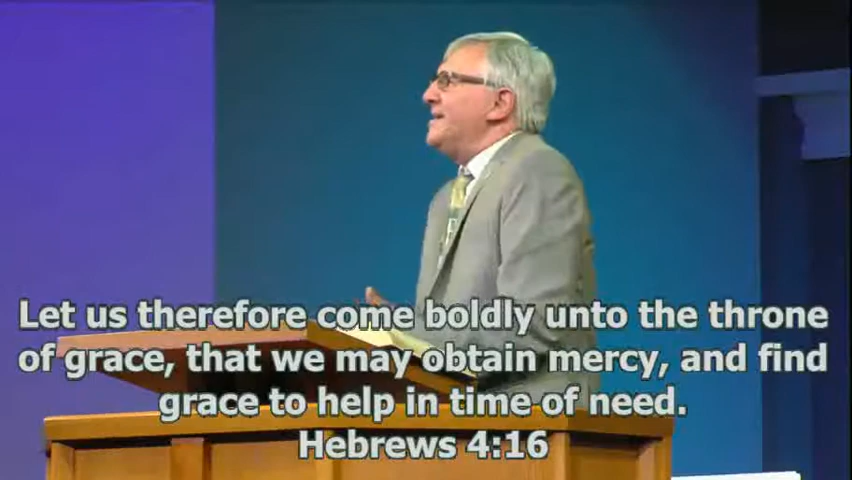 Let us therefore come boldly unto the throne
of grace, that we may obtain mercy, and find
grace to help in time of need.
Hebrews 4:16